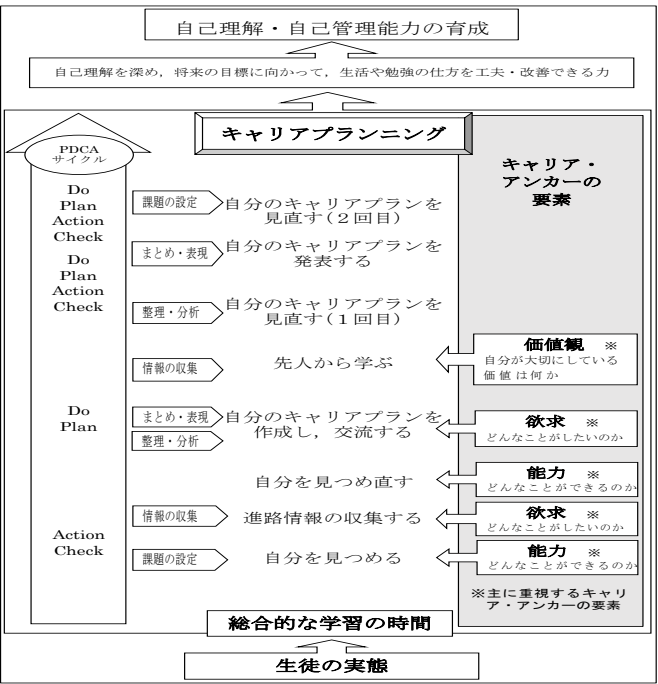 自己理解・自己管理能力の育成
自己理解を深め，将来の目標に向かって，生活や勉強の仕方を工夫・改善できる力
キャリアプランニング
PDCA
サイクル
キャリア・
アンカーの
要素
Do
Plan
Action
Check
課題の設定
自分のキャリアプランを
見直す(２回目)
Do
Plan
Action
Check
まとめ・表現
自分のキャリアプランを
発表する
整理・分析
自分のキャリアプランを
見直す(１回目)
情報の収集
先人から学ぶ
価値観 ※
自分が大切にしている
価値は何か
Do
Plan
まとめ・表現
整理・分析
自分のキャリアプランを
作成し，交流する
欲求 ※
どんなことがしたいのか
自分を見つめ直す
能力 ※
どんなことができるのか
情報の収集
進路情報の収集する
欲求 ※
どんなことがしたいのか
Action
Check
課題の設定
自分を見つめる
能力 ※
どんなことができるのか
※主に重視するキャリ
ア・アンカーの要素
総合的な学習の時間
生徒の実態